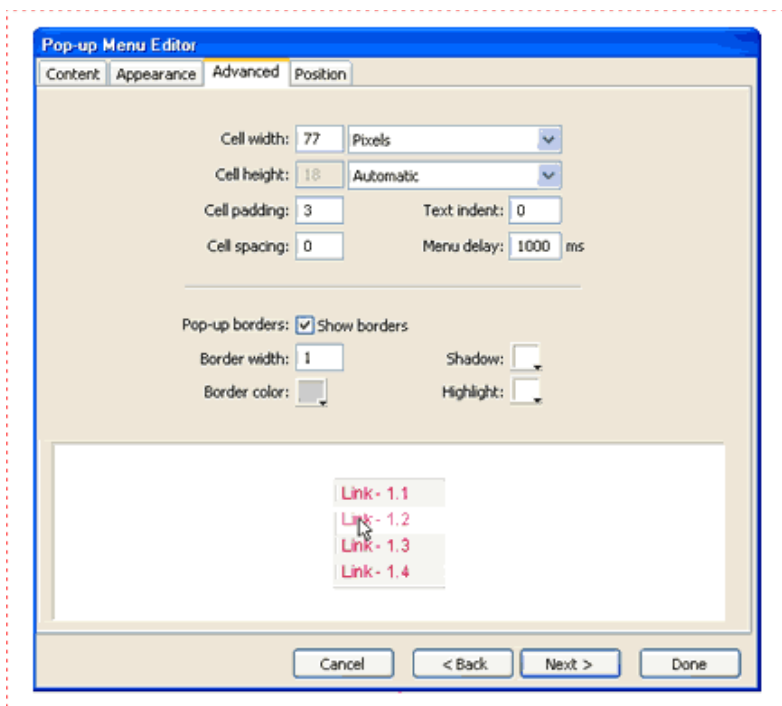 Pop-up Menu Editor
Content Appearance Advanced Position
Cell width: 77 Pixels
Cell height: 18 Automatic
Cell padding: 3 Text indent: 0
Cell spacing: 0 Menu delay: 1000 ms
Pop-up borders: Show borders
Border width: 1 Shadow:
Border color: Highlight:
Link - 1.1
Link - 1.2
Link - 1.3
Link - 1.4
Cancel < Back Next > Done